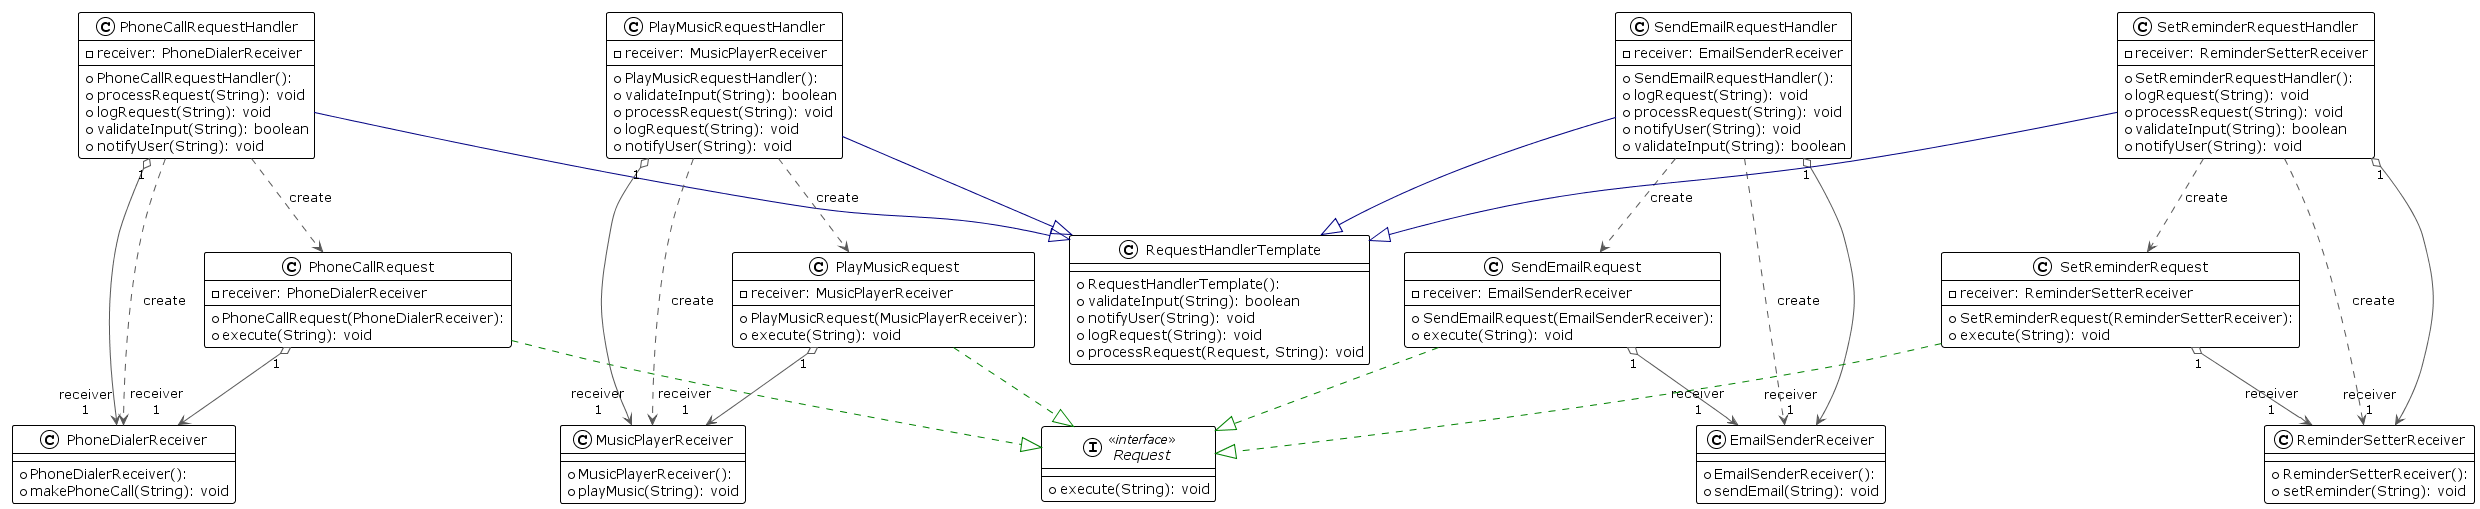 PhoneCallRequestHandler
receiver: PhoneDialerReceiver
PhoneCallRequestHandler():
processRequest(String): void
logRequest(String): void
validateInput(String): boolean
notifyUser(String): void
PlayMusicRequestHandler
receiver: MusicPlayerReceiver
PlayMusicRequestHandler():
validateInput(String): boolean
processRequest(String): void
logRequest(String): void
notifyUser(String): void
SendEmailRequestHandler
receiver: EmailSenderReceiver
SendEmailRequestHandler():
logRequest(String): void
processRequest(String): void
notifyUser(String): void
validateInput(String): boolean
SetReminderRequestHandler
receiver: ReminderSetterReceiver
SetReminderRequestHandler():
logRequest(String): void
processRequest(String): void
validateInput(String): boolean
notifyUser(String): void
1
1
1
1
create
create
create
create
PhoneCallRequest
receiver: PhoneDialerReceiver
PhoneCallRequest(PhoneDialerReceiver):
execute(String): void
PlayMusicRequest
receiver: MusicPlayerReceiver
PlayMusicRequest(MusicPlayerReceiver):
execute(String): void
RequestHandlerTemplate
RequestHandlerTemplate():
validateInput(String): boolean
notifyUser(String): void
logRequest(String): void
processRequest(Request, String): void
SendEmailRequest
receiver: EmailSenderReceiver
SendEmailRequest(EmailSenderReceiver):
execute(String): void
SetReminderRequest
receiver: ReminderSetterReceiver
SetReminderRequest(ReminderSetterReceiver):
execute(String): void
create
create
create
create
1
1
1
1
receiver
1
receiver
1
receiver
1
receiver
1
receiver
1
receiver
1
receiver
1
receiver
1
PhoneDialerReceiver
PhoneDialerReceiver():
makePhoneCall(String): void
MusicPlayerReceiver
MusicPlayerReceiver():
playMusic(String): void
«interface»
Request
execute(String): void
EmailSenderReceiver
EmailSenderReceiver():
sendEmail(String): void
ReminderSetterReceiver
ReminderSetterReceiver():
setReminder(String): void